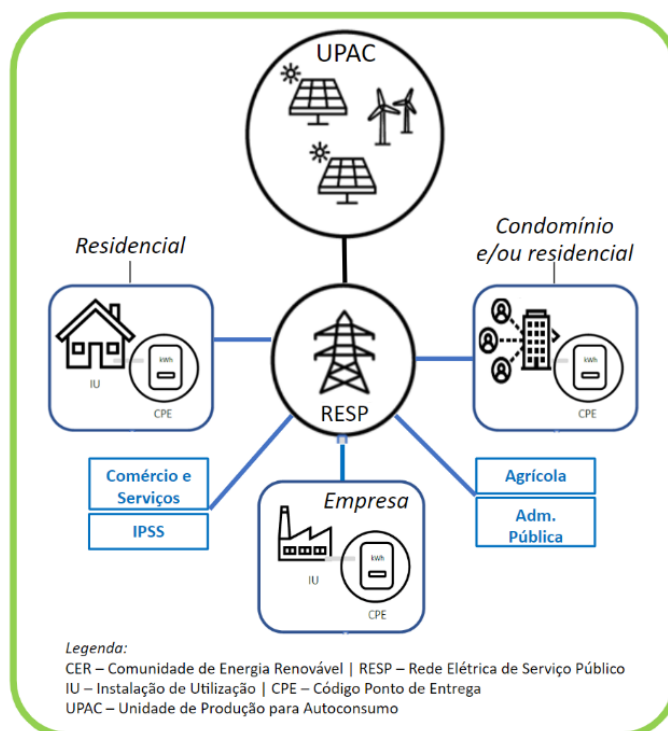 UPAC
Residencial
Condomínio
e/ou residencial
kWh
IU
CPE
RESP
kWh
CPE
Comércio e
Serviços
IPSS
Empresa
kWh
IU
CPE
Agrícola
Adm.
Pública
Legenda:
CER – Comunidade de Energia Renovável | RESP – Rede Elétrica de Serviço Público
IU – Instalação de Utilização | CPE – Código Ponto de Entrega
UPAC – Unidade de Produção para Autoconsumo